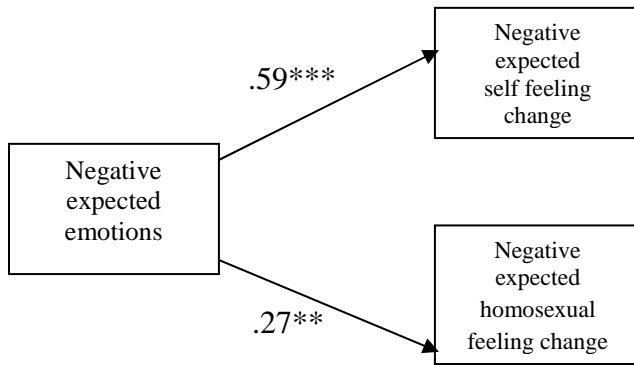 Negative
expected
self feeling
change
.59***
Negative
expected
emotions
.27**
Negative
expected
homosexual
feeling change